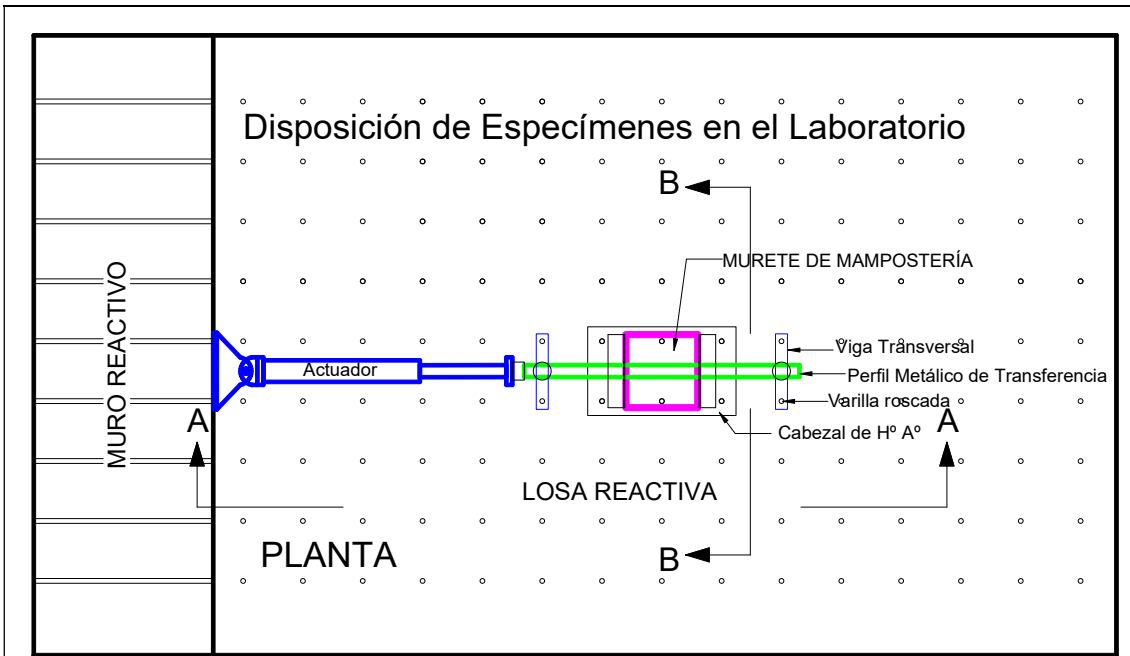 Disposición de Especímenes en el Laboratorio
B
MURETE DE MAMPOSTERÍA
MURO REACTIVO
Viga Transversal
Actuador
Perfil Metálico de Transferencia
Varilla roscada
A
A
Cabezal de Hº Aº
LOSA REACTIVA
PLANTA
B